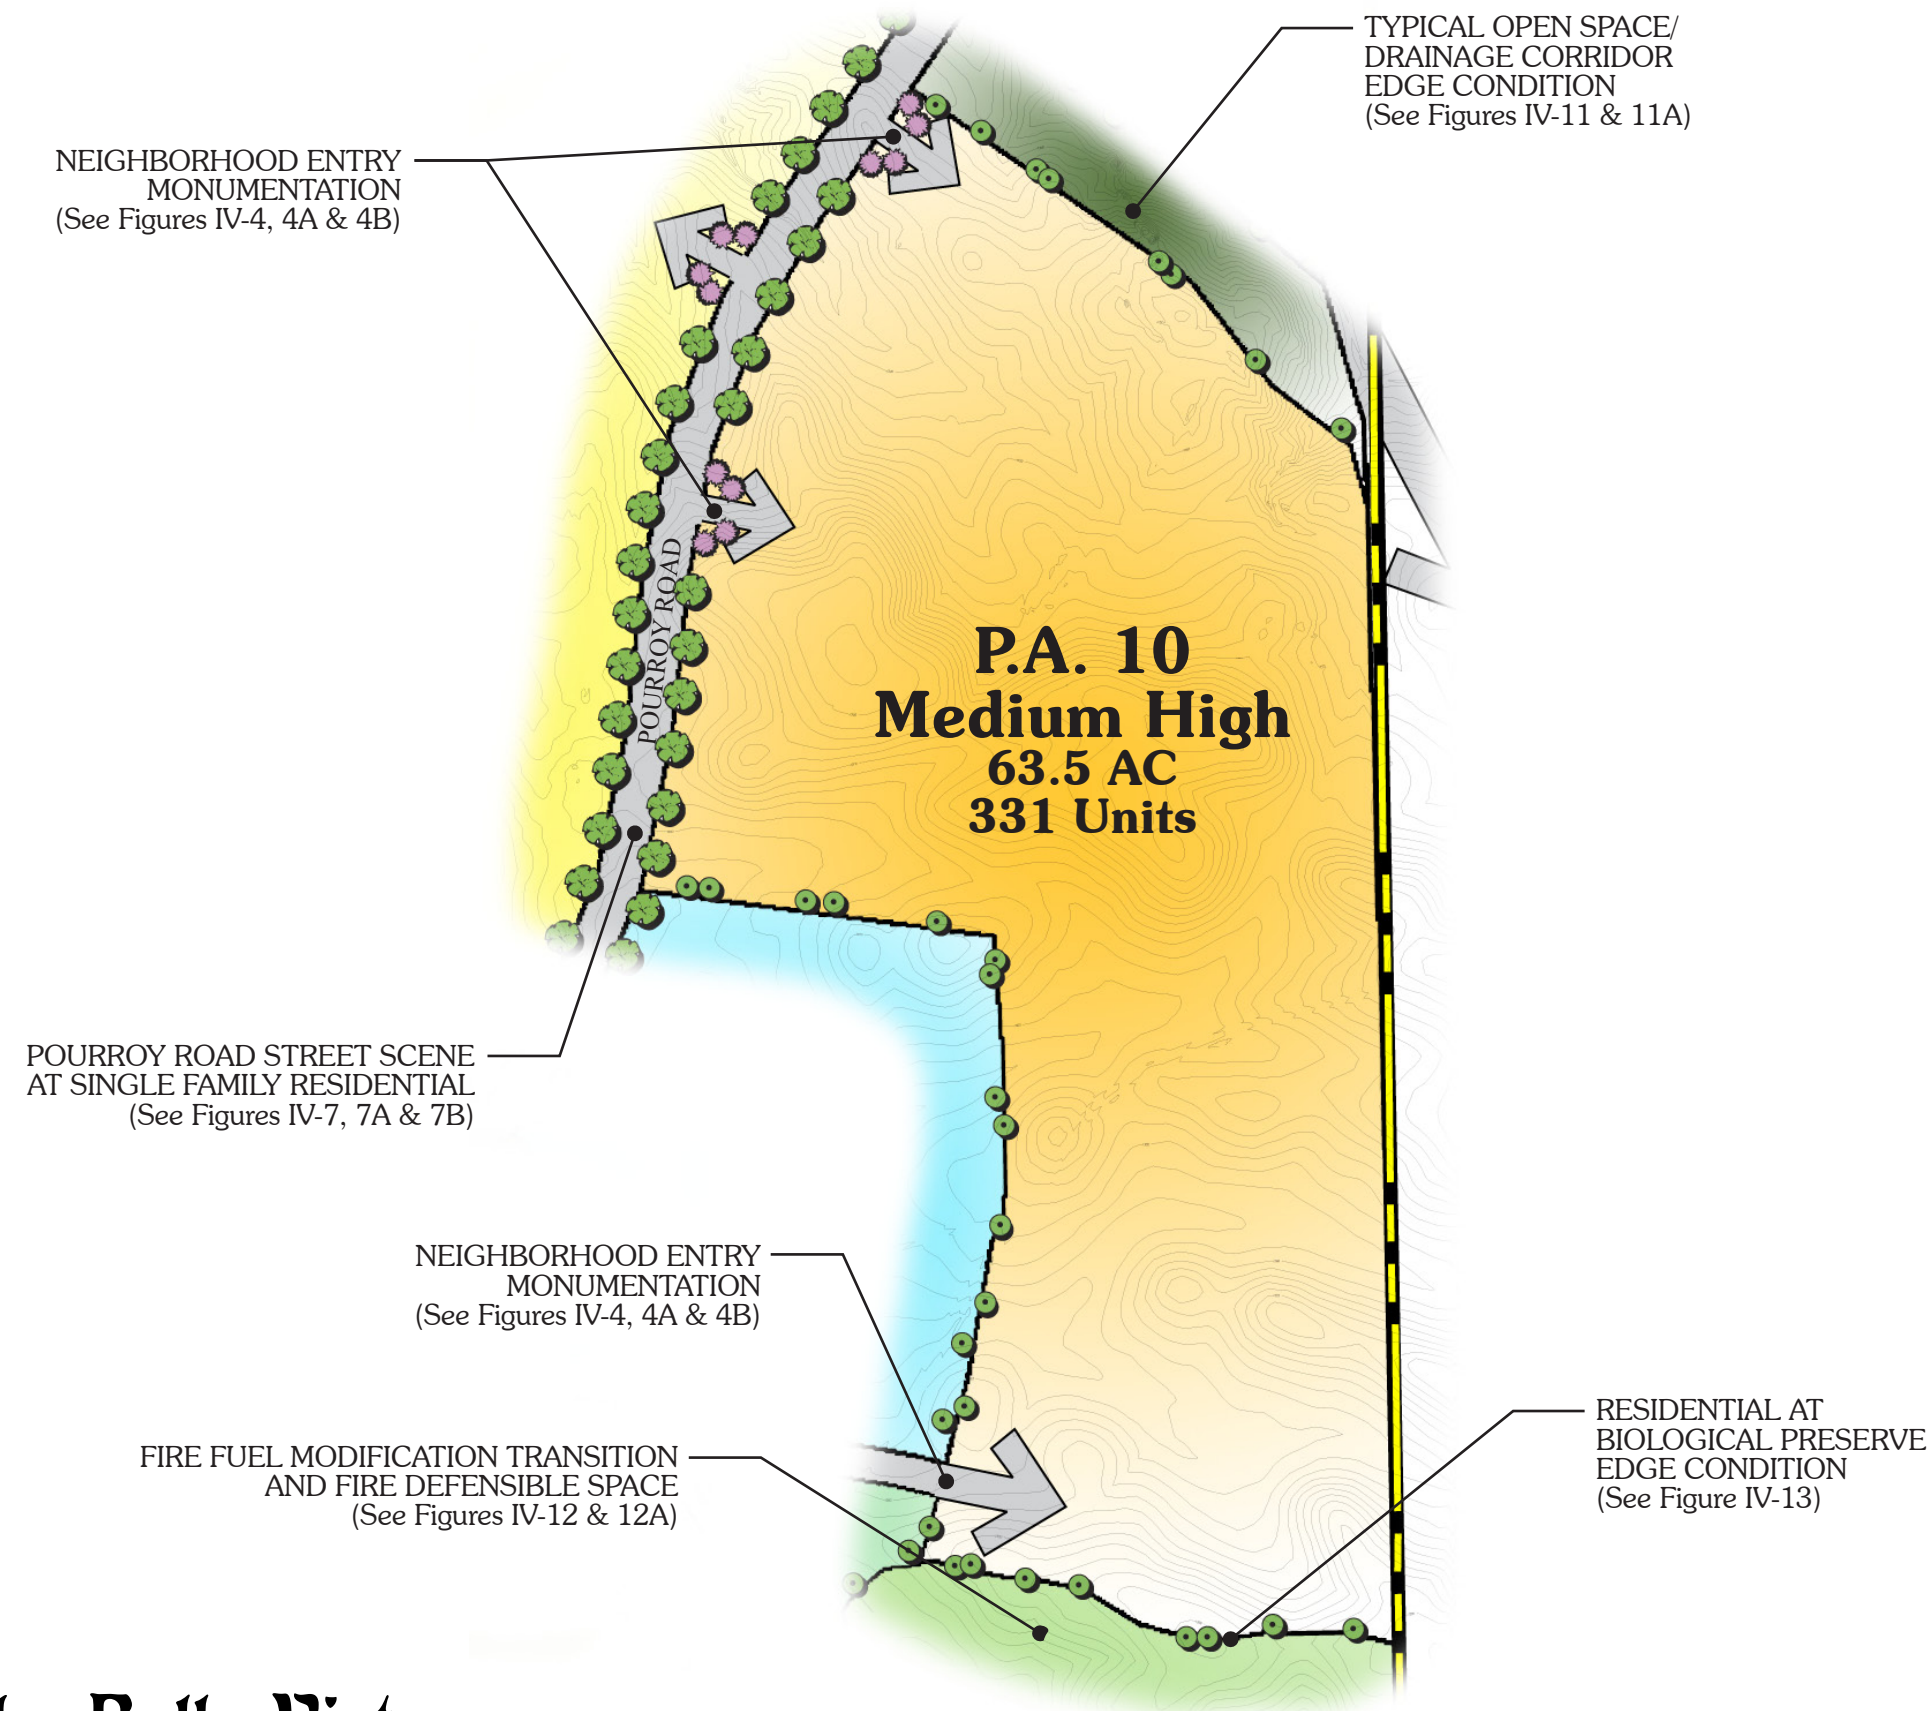 TYPICAL OPEN SPACE/
DRAINAGE CORRIDOR
EDGE CONDITION
(See Figures IV-11 & 11A)
NEIGHBORHOOD ENTRY
MONUMENTATION
(See Figures IV-4, 4A & 4B)
POURROY ROAD
P.A. 10
Medium High
63.5 AC
331 Units
POURROY ROAD STREET SCENE
AT SINGLE FAMILY RESIDENTIAL
(See Figures IV-7, 7A & 7B)
NEIGHBORHOOD ENTRY
MONUMENTATION
(See Figures IV-4, 4A & 4B)
FIRE FUEL MODIFICATION TRANSITION
AND FIRE DEFENSIBLE SPACE
(See Figures IV-12 & 12A)
RESIDENTIAL AT
BIOLOGICAL PRESERVE
EDGE CONDITION
(See Figure IV-13)